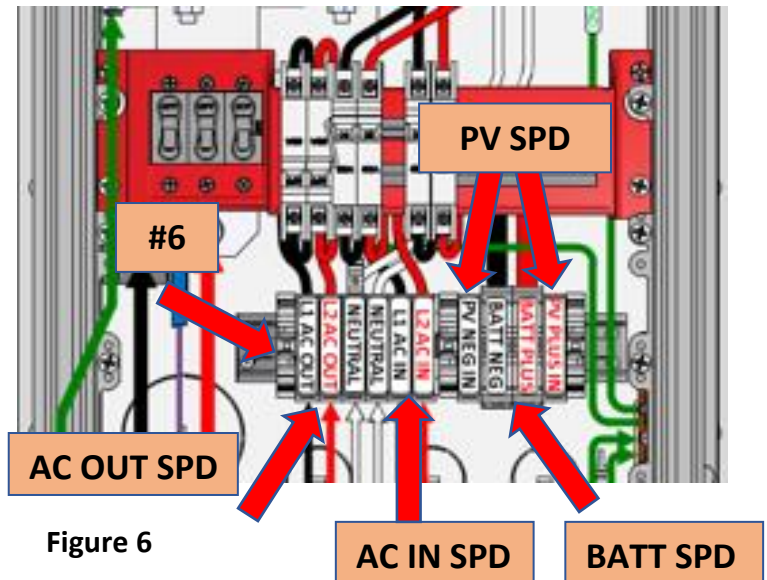 PV SPD
#6
L1 AC OUT
L2 AC OUT
NEUTRAL
NEUTRAL
L1 AC IN
L2 AC IN
PV NEG IN
BATT NEG
BATT PLUS
PV PLUS IN
AC OUT SPD
Figure 6
AC IN SPD
BATT SPD